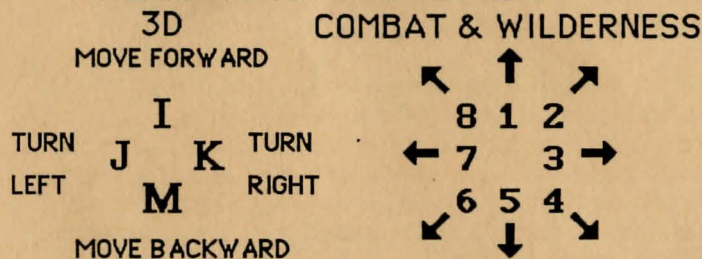 3D
MOVE FORWARD
I
TURN J K TURN
LEFT RIGHT
M
MOVE BACKWARD
COMBAT & WILDERNESS
8 1 2
7 3
6 5 4